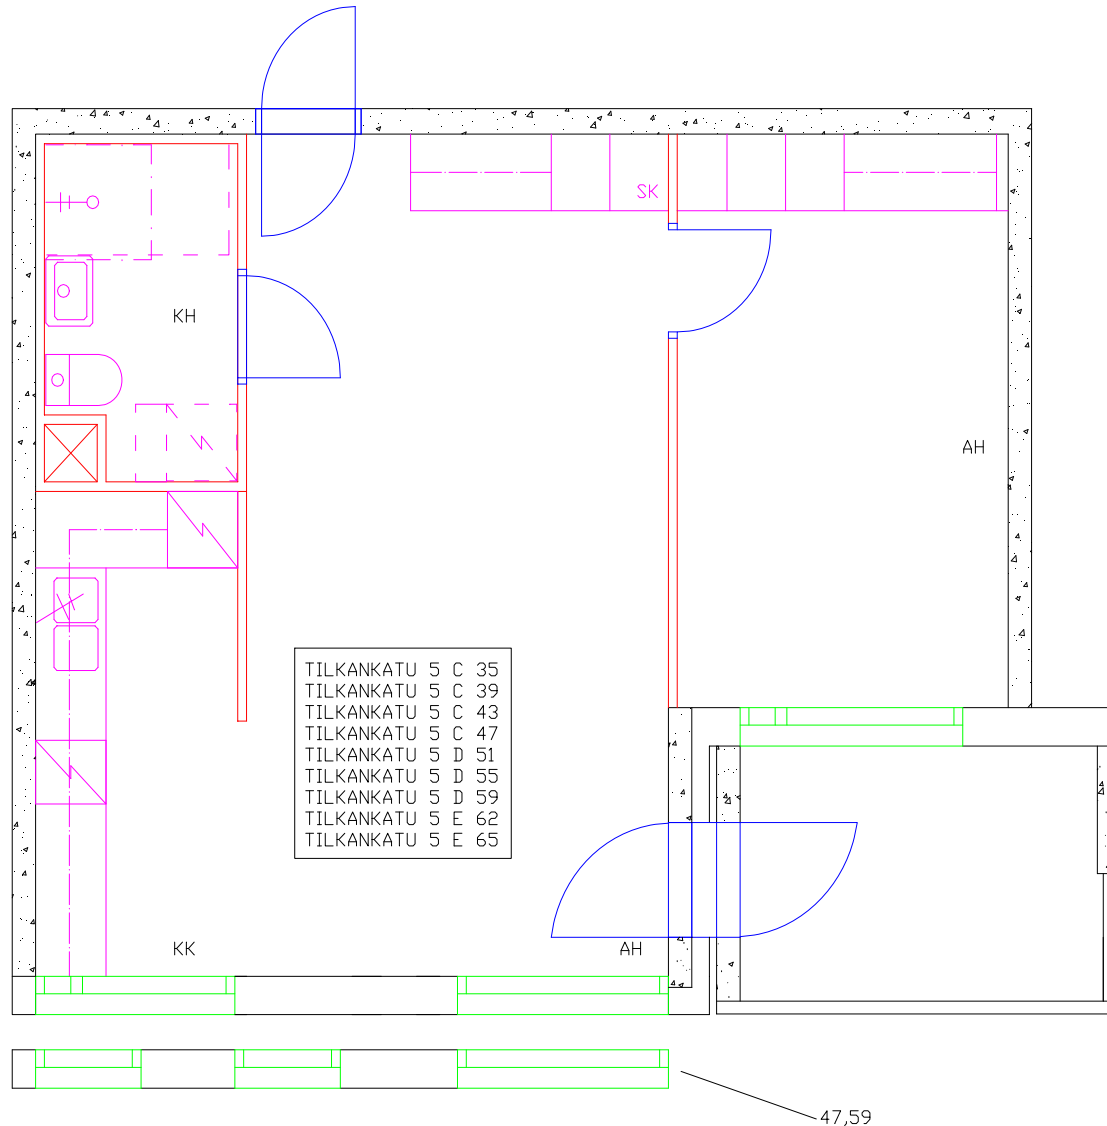 SK
KH
AH
TILKANKATU 5 C 35
TILKANKATU 5 C 39
TILKANKATU 5 C 43
TILKANKATU 5 C 47
TILKANKATU 5 D 51
TILKANKATU 5 D 55
TILKANKATU 5 D 59
TILKANKATU 5 E 62
TILKANKATU 5 E 65
KK
AH
47,59